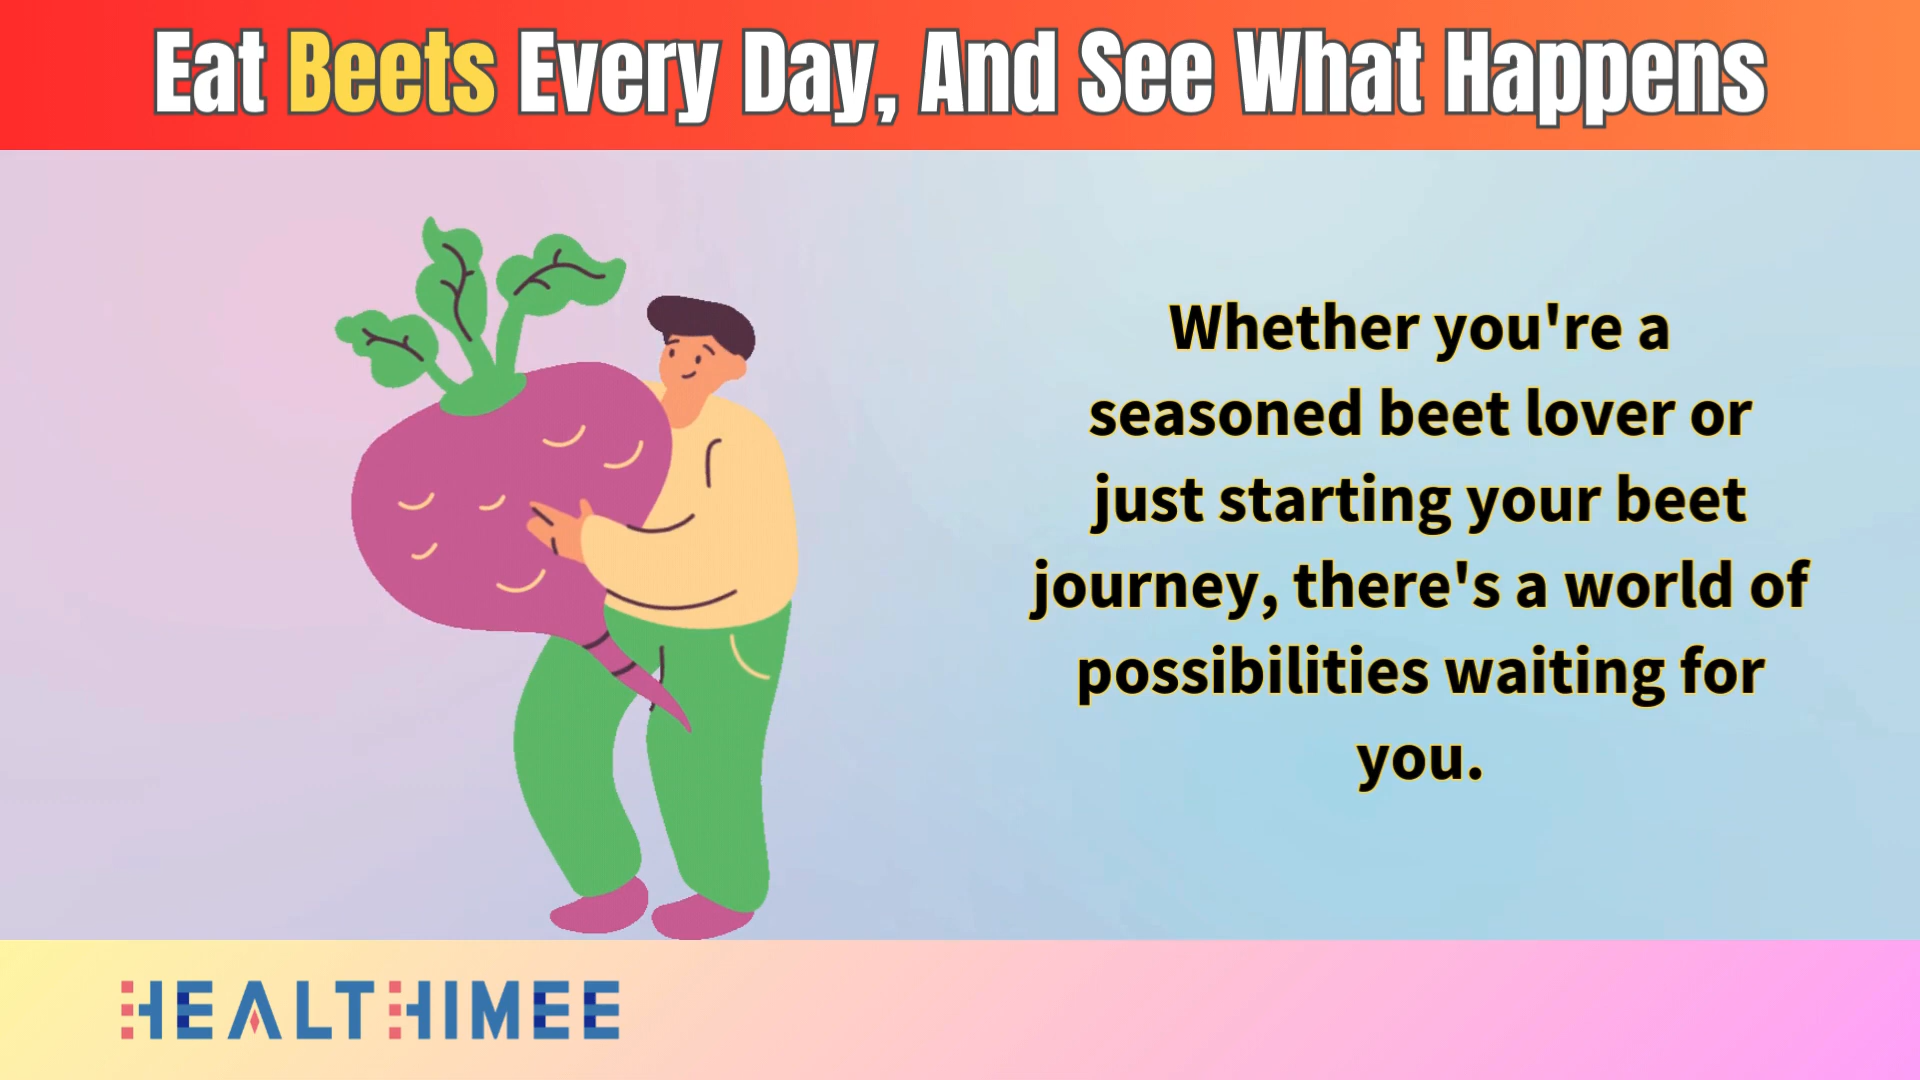 Eat Beets Every Day, And See What Happens
Whether you're a
seasoned beet lover or
just starting your beet
journey, there's a world of
possibilities waiting for
you.
HEALTHIMEE